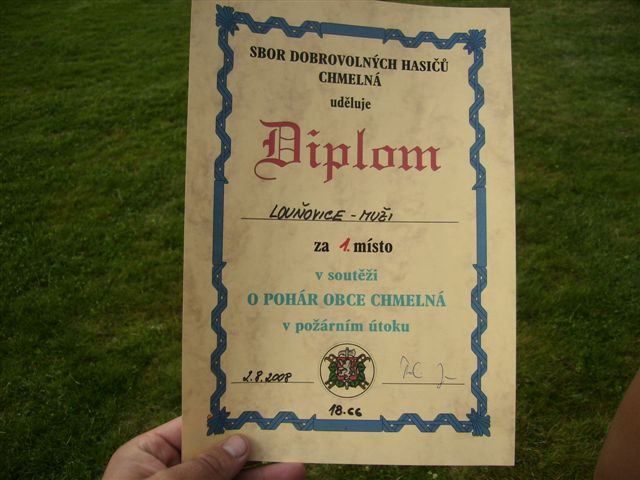 SBOR DOBROVOLNÝCH HASIČŮ
CHMELNÁ
uděluje
Diplom
LOUŇOVICE - MUŽI
za 1. místo
v soutěži
O POHÁR OBCE CHMELNÁ
v požárním útoku
2.8.2008
18.66